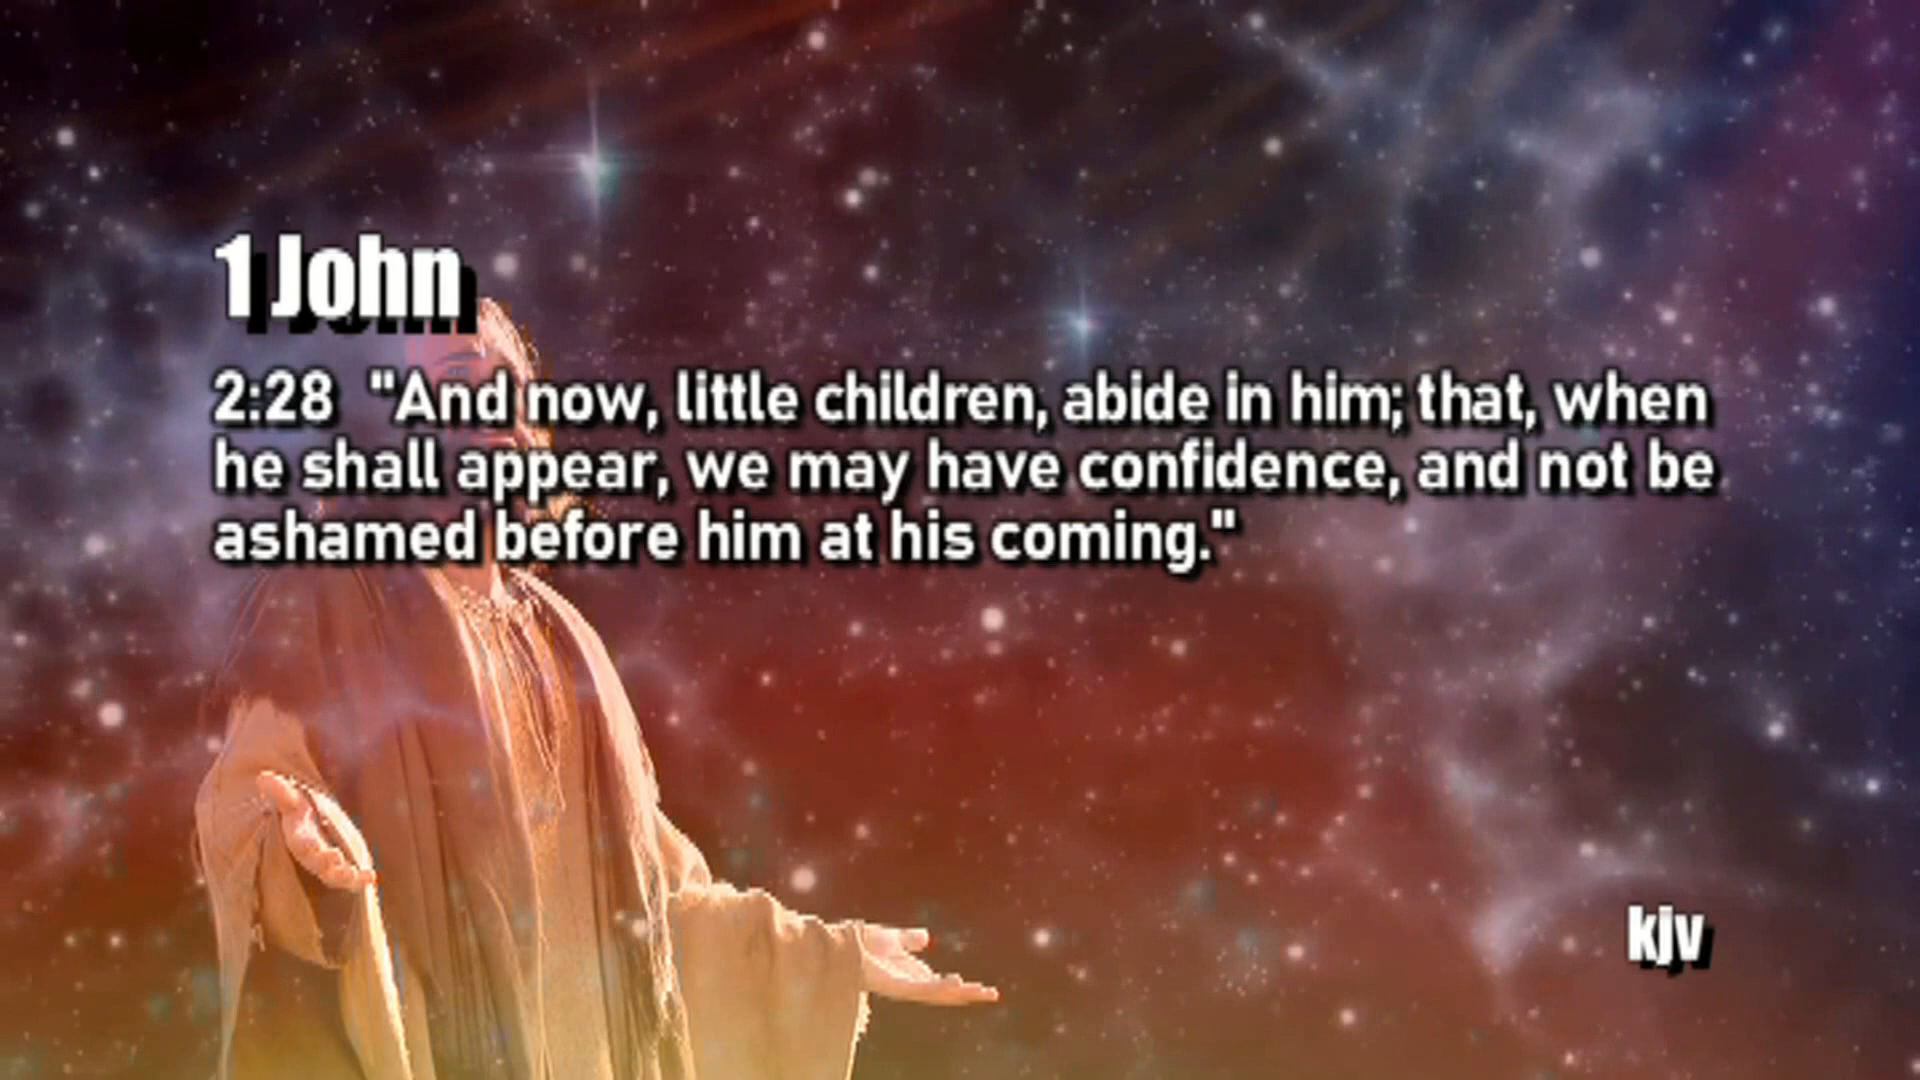 1 John
2:28 "And now, little children, abide in him; that, when
he shall appear, we may have confidence, and not be
ashamed before him at his coming."
kjv